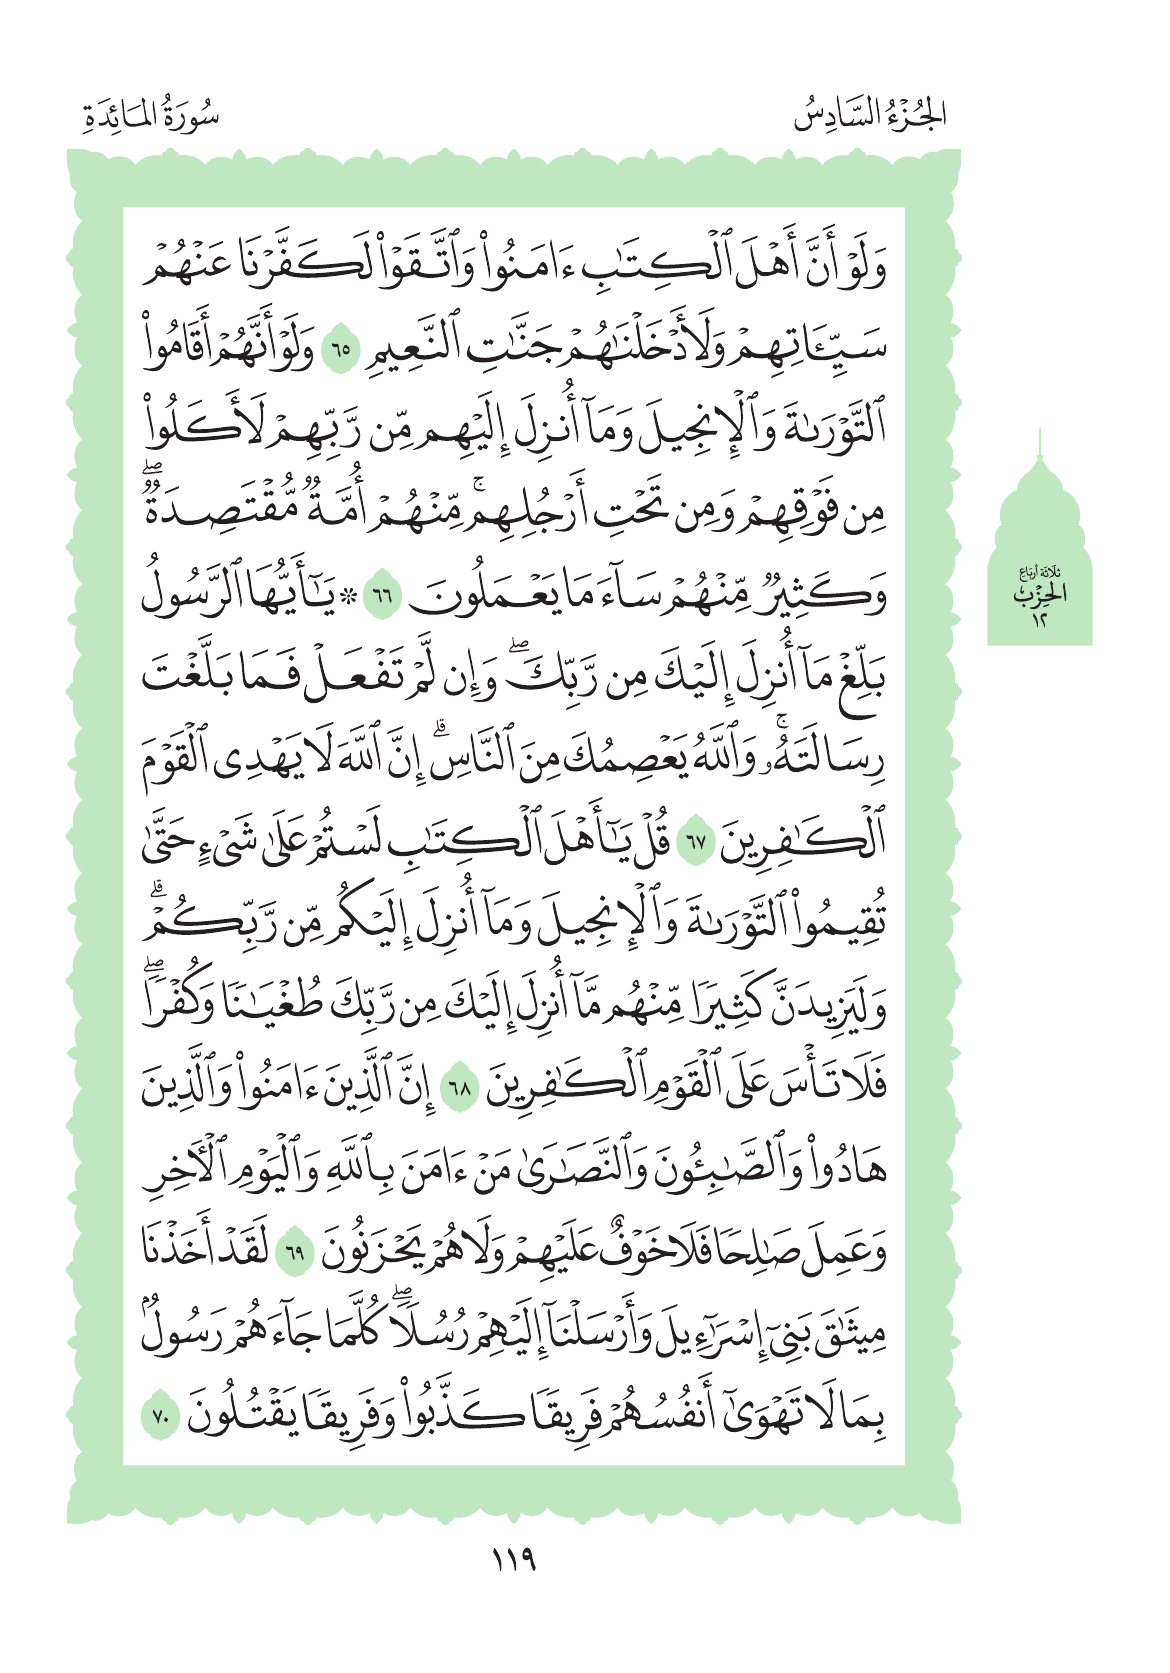 الجُزْءُ السَّادِسُ
سُورَةُ المَائِدَةِ
وَلَوْ أَنَّ أَهْلَ ٱلْكِتَٰبِ ءَامَنُوا۟ وَٱتَّقَوْا۟ لَكَفَّرْنَا عَنْهُمْ
سَيِّـَٔاتِهِمْ وَلَأَدْخَلْنَٰهُمْ جَنَّٰتِ ٱلنَّعِيمِ ٦٥ وَلَوْ أَنَّهُمْ أَقَامُوا۟
ٱلتَّوْرَىٰةَ وَٱلْإِنجِيلَ وَمَآ أُنزِلَ إِلَيْهِم مِّن رَّبِّهِمْ لَأَكَلُوا۟
مِن فَوْقِهِمْ وَمِن تَحْتِ أَرْجُلِهِم ۚ مِّنْهُمْ أُمَّةٌ مُّقْتَصِدَةٌ ۖ
وَكَثِيرٌ مِّنْهُمْ سَآءَ مَا يَعْمَلُونَ ٦٦ ۞ يَٰٓأَيُّهَا ٱلرَّسُولُ
بَلِّغْ مَآ أُنزِلَ إِلَيْكَ مِن رَّبِّكَ ۖ وَإِن لَّمْ تَفْعَلْ فَمَا بَلَّغْتَ
رِسَالَتَهُۥ ۚ وَٱللَّهُ يَعْصِمُكَ مِنَ ٱلنَّاسِ ۗ إِنَّ ٱللَّهَ لَا يَهْدِى ٱلْقَوْمَ
ٱلْكَٰفِرِينَ ٦٧ قُلْ يَٰٓأَهْلَ ٱلْكِتَٰبِ لَسْتُمْ عَلَىٰ شَىْءٍ حَتَّىٰ
تُقِيمُوا۟ ٱلتَّوْرَىٰةَ وَٱلْإِنجِيلَ وَمَآ أُنزِلَ إِلَيْكُم مِّن رَّبِّكُمْ ۗ
وَلَيَزِيدَنَّ كَثِيرًا مِّنْهُم مَّآ أُنزِلَ إِلَيْكَ مِن رَّبِّكَ طُغْيَٰنًا وَكُفْرًا ۖ
فَلَا تَأْسَ عَلَى ٱلْقَوْمِ ٱلْكَٰفِرِينَ ٦٨ إِنَّ ٱلَّذِينَ ءَامَنُوا۟ وَٱلَّذِينَ
هَادُوا۟ وَٱلصَّٰبِـُٔونَ وَٱلنَّصَٰرَىٰ مَنْ ءَامَنَ بِٱللَّهِ وَٱلْيَوْمِ ٱلْـَٔاخِرِ
وَعَمِلَ صَٰلِحًا فَلَا خَوْفٌ عَلَيْهِمْ وَلَا هُمْ يَحْزَنُونَ ٦٩ لَقَدْ أَخَذْنَا
مِيثَٰقَ بَنِىٓ إِسْرَٰٓءِيلَ وَأَرْسَلْنَآ إِلَيْهِمْ رُسُلًا ۖ كُلَّمَا جَآءَهُمْ رَسُولٌۢ
بِمَا لَا تَهْوَىٰٓ أَنفُسُهُمْ فَرِيقًا كَذَّبُوا۟ وَفَرِيقًا يَقْتُلُونَ ٧٠
ثلاثة أرباع
الحِزْب
١٢
١١٩